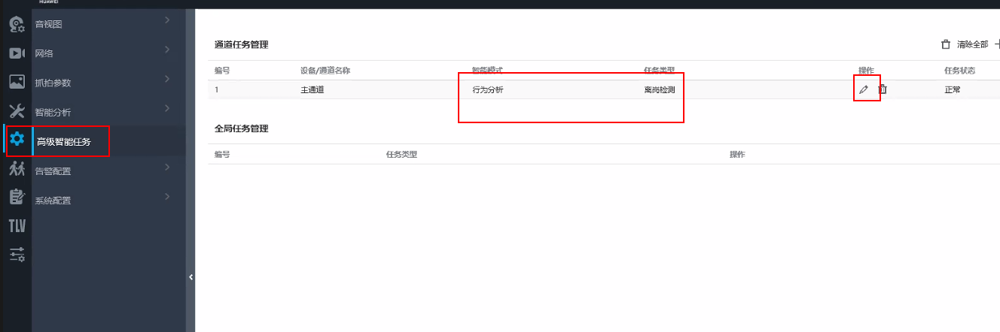 HUAWEI
音视图
网络
抓拍参数
智能分析
高级智能任务
告警配置
系统配置
TLV
通道任务管理
清除全部
编号 设备/通道名称 智能模式 任务类型 操作 任务状态
1 主通道 行为分析 离岗检测 正常
全局任务管理
编号 任务类型 操作